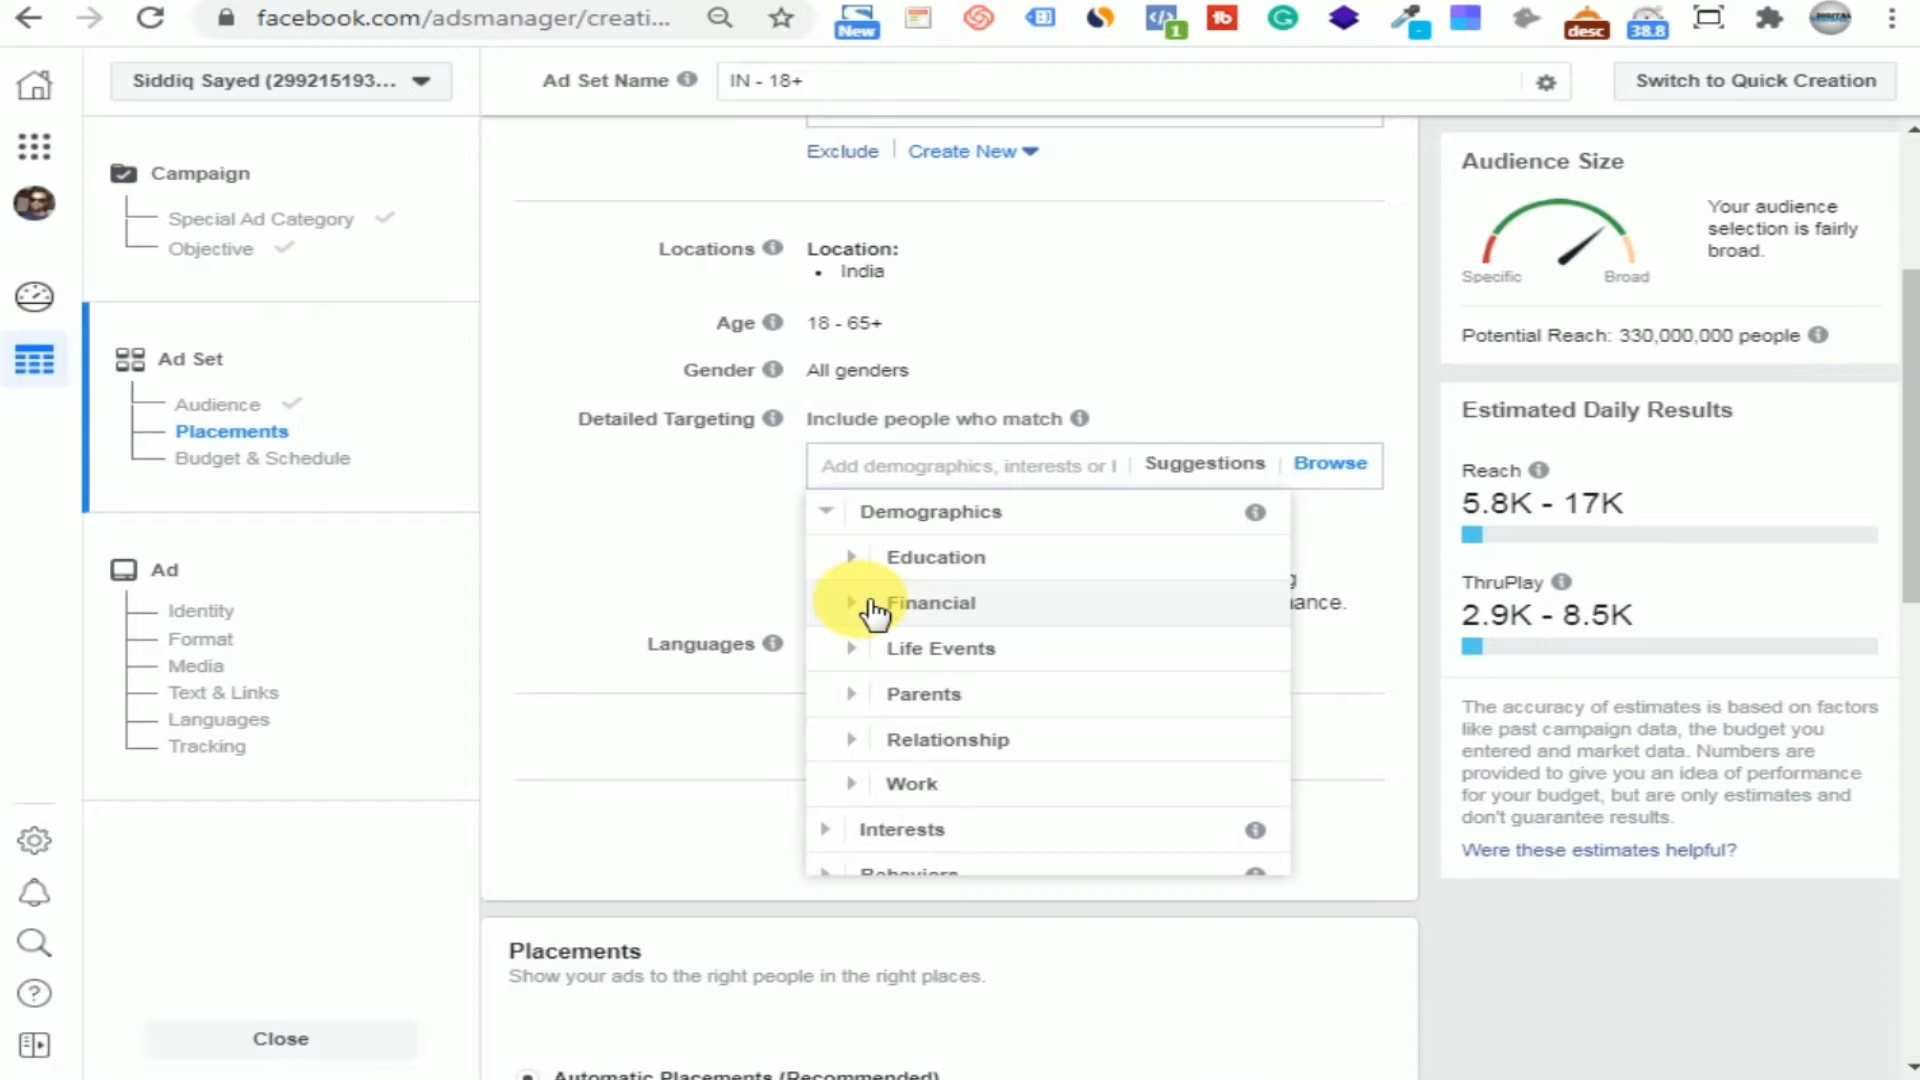 facebook.com/adsmanager/creati...
New
1
desc
38.8
Siddiq Sayed (299215193...
Ad Set Name
IN - 18+
Switch to Quick Creation
Campaign
Special Ad Category
Objective
Ad Set
Audience
Placements
Budget & Schedule
Ad
Identity
Format
Media
Text & Links
Languages
Tracking
Close
Exclude
Create New
Locations
Location:
India
Age
18 - 65+
Gender
All genders
Detailed Targeting
Include people who match
Add demographics, interests or
Suggestions
Browse
Demographics
Education
Financial
Life Events
Parents
Relationship
Work
Interests
Behaviors
ance.
Languages
Placements
Show your ads to the right people in the right places.
Automatic Placements (Recommended)
Audience Size
Your audience
selection is fairly
broad.
Specific
Broad
Potential Reach: 330,000,000 people
Estimated Daily Results
Reach
5.8K - 17K
ThruPlay
2.9K - 8.5K
The accuracy of estimates is based on factors
like past campaign data, the budget you
entered and market data. Numbers are
provided to give you an idea of performance
for your budget, but are only estimates and
don't guarantee results.
Were these estimates helpful?